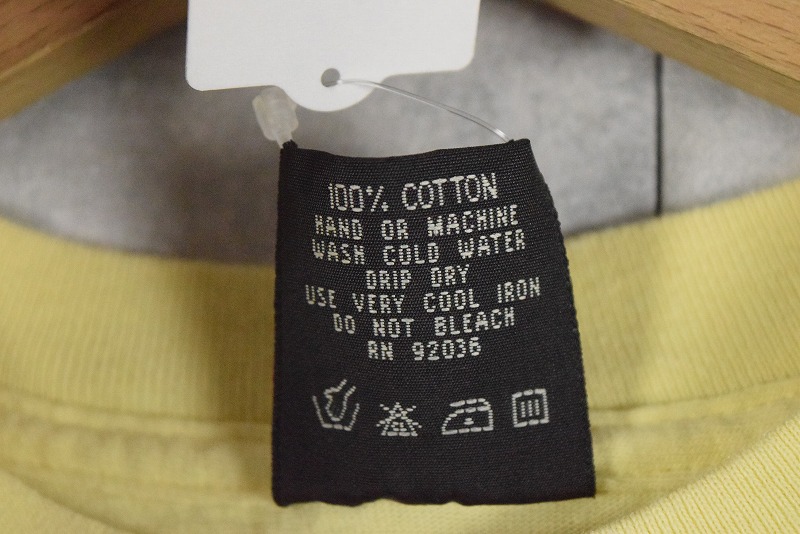 100% COTTON
HAND OR MACHINE
WASH COLD WATER
DRIP DRY
USE VERY COOL IRON
DO NOT BLEACH
RN 92036